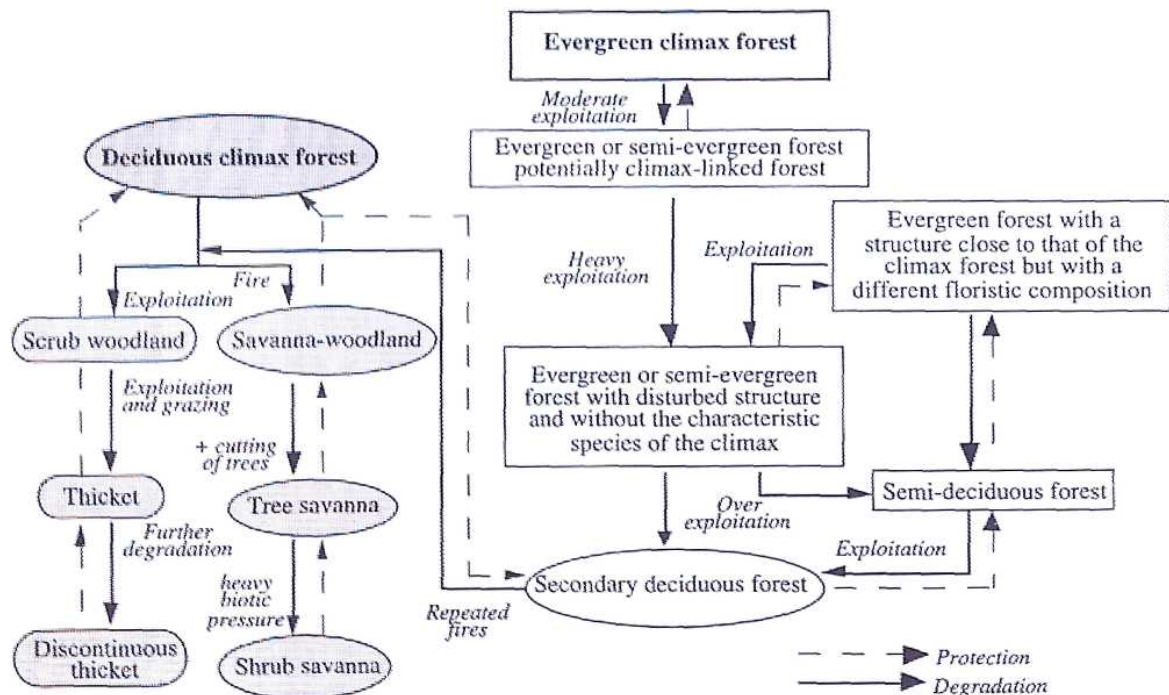 Evergreen climax forest
Moderate
exploitation
Evergreen or semi-evergreen forest
potentially climax-linked forest
Deciduous climax forest
Heavy
exploitation
Exploitation
Evergreen forest with a
structure close to that of the
climax forest but with a
different floristic composition
Fire
Exploitation
Scrub woodland
Savanna-woodland
Evergreen or semi-evergreen
forest with disturbed structure
and without the characteristic
species of the climax
Exploitation
and grazing
+ cutting
of trees
Thicket
Tree savanna
Semi-deciduous forest
Over
exploitation
Further
degradation
Exploitation
heavy
biotic
pressure
Secondary deciduous forest
Repeated
fires
Discontinuous
thicket
Shrub savanna
Protection
Degradation